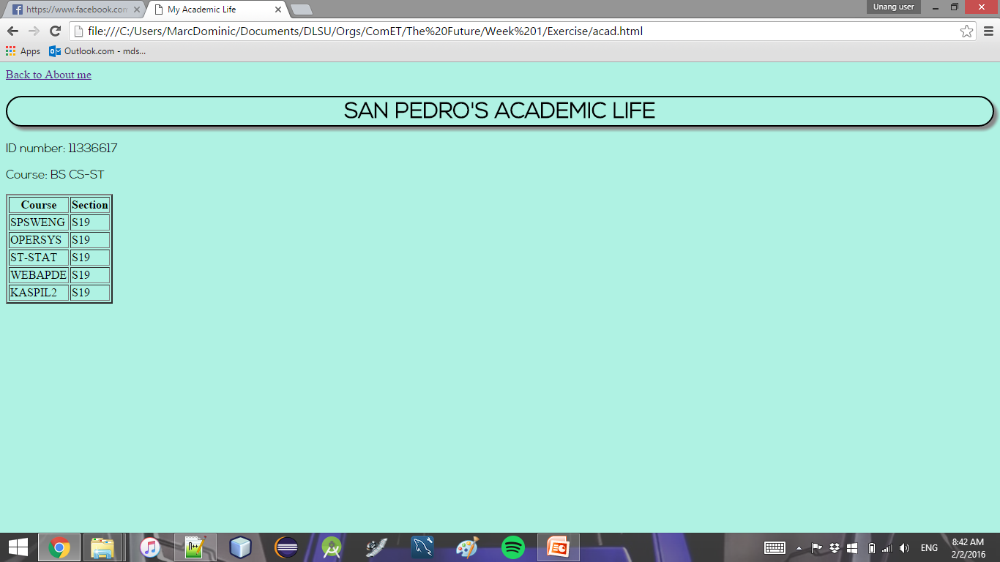 https://www.facebook.com
My Academic Life
Unang user
file:///C:/Users/MarcDominic/Documents/DLSU/Orgs/ComET/The%20Future/Week%201/Exercise/acad.html
Apps
Outlook.com - mds...
Back to About me
SAN PEDRO'S ACADEMIC LIFE
ID number: 11336617
Course: BS CS-ST
Course Section
SPSWENG S19
OPERSYS S19
ST-STAT S19
WEBAPDE S19
KASPIL2 S19
ENG
8:42 AM
2/2/2016